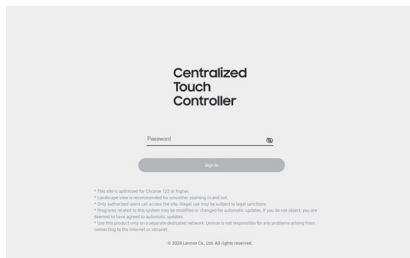 Centralized
Touch
Controller
Password
Sign in
* This site is optimized for Chrome 123 or higher.
* Landscape view is recommended for smoother zooming in and out.
* Only authorized users can access the site. Illegal use may be subject to legal sanctions.
* Programs related to this system may be modified or changed for automatic updates. If you do not object, you are
deemed to have agreed to automatic updates.
* Use this product only on a separate dedicated network. Lennox is not responsible for any problems arising from
connecting to the internet or intranet.
© 2024 Lennox Co., Ltd. All rights reserved.